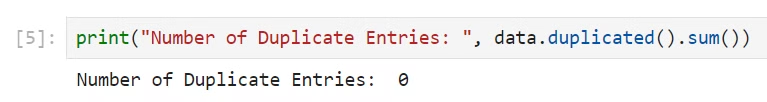 [5]: print("Number of Duplicate Entries: ", data.duplicated().sum())
Number of Duplicate Entries:  0